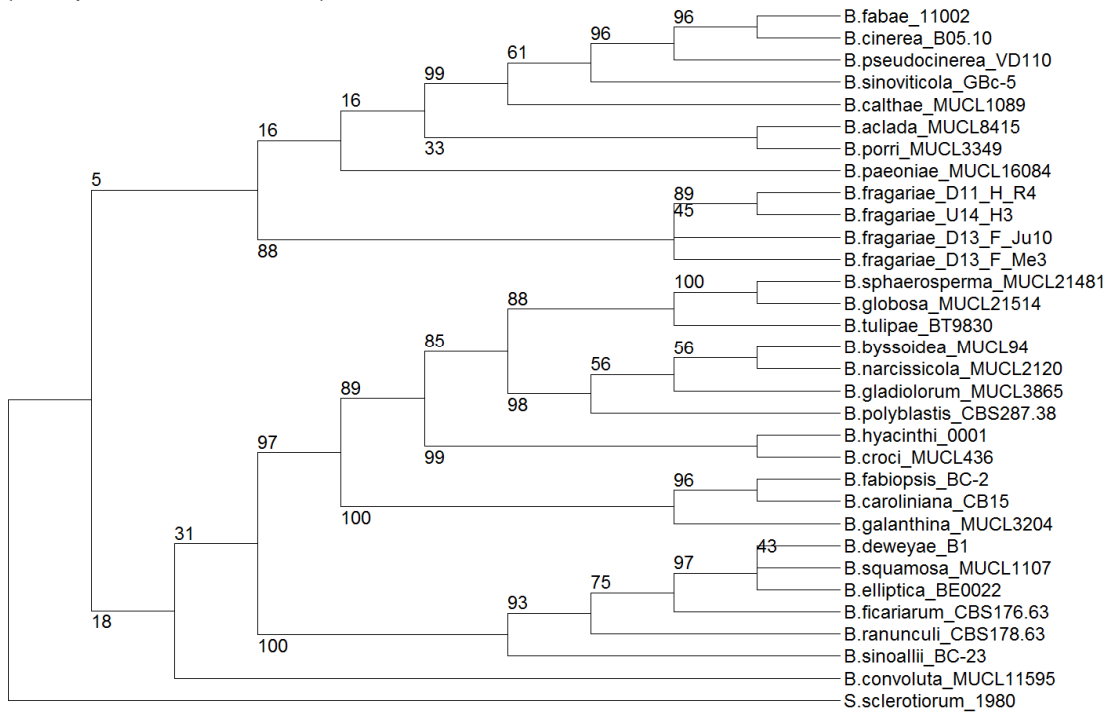 96
B.fabae_11002
96
B.cinerea_B05.10
61
B.pseudocinerea_VD110
99
B.sinoviticola_GBc-5
16
B.calthae_MUCL1089
16
B.aclada_MUCL8415
33
B.porri_MUCL3349
5
B.paeoniae_MUCL16084
89
B.fragariae_D11_H_R4
45
B.fragariae_U14_H3
88
B.fragariae_D13_F_Ju10
B.fragariae_D13_F_Me3
100
B.sphaerosperma_MUCL21481
88
B.globosa_MUCL21514
B.tulipae_BT9830
85
56
B.byssoidea_MUCL94
56
B.narcissicola_MUCL2120
89
98
B.gladiolorum_MUCL3865
B.polyblastis_CBS287.38
97
B.hyacinthi_0001
99
B.croci_MUCL436
96
B.fabiopsis_BC-2
B.caroliniana_CB15
100
B.galanthina_MUCL3204
31
43
B.deweyae_B1
97
B.squamosa_MUCL1107
75
B.elliptica_BE0022
93
B.ficariarum_CBS176.63
18
B.ranunculi_CBS178.63
100
B.sinoallii_BC-23
B.convoluta_MUCL11595
S.sclerotiorum_1980